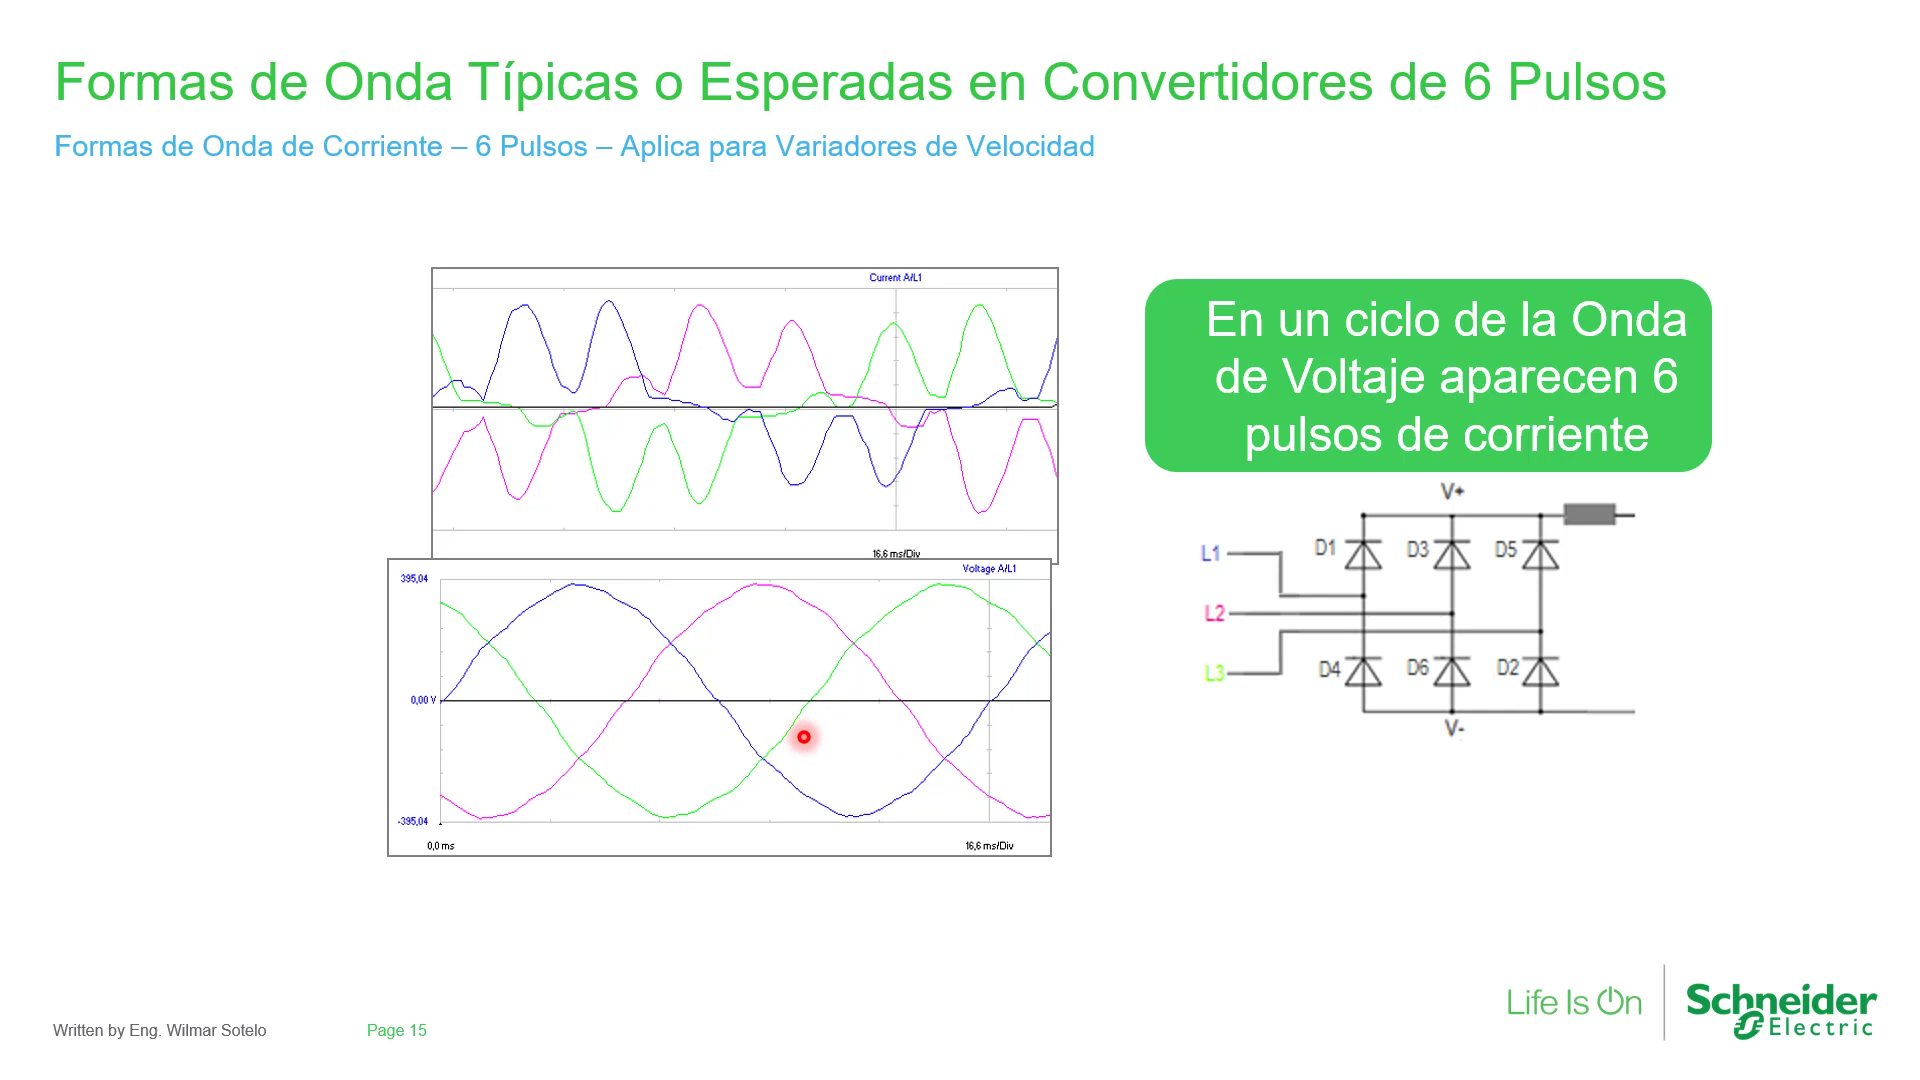 Formas de Onda Típicas o Esperadas en Convertidores de 6 Pulsos
Formas de Onda de Corriente – 6 Pulsos – Aplica para Variadores de Velocidad
Current A/L1
16,6 ms/Div
Voltage A/L1
395,04
0,00 V
-395,04
0,0 ms
16,6 ms/Div
En un ciclo de la Onda
de Voltaje aparecen 6
pulsos de corriente
V+
L1
D1
D3
D5
L2
L3
D4
D6
D2
V-
Written by Eng. Wilmar Sotelo
Page 15
Life Is On
Schneider
Electric